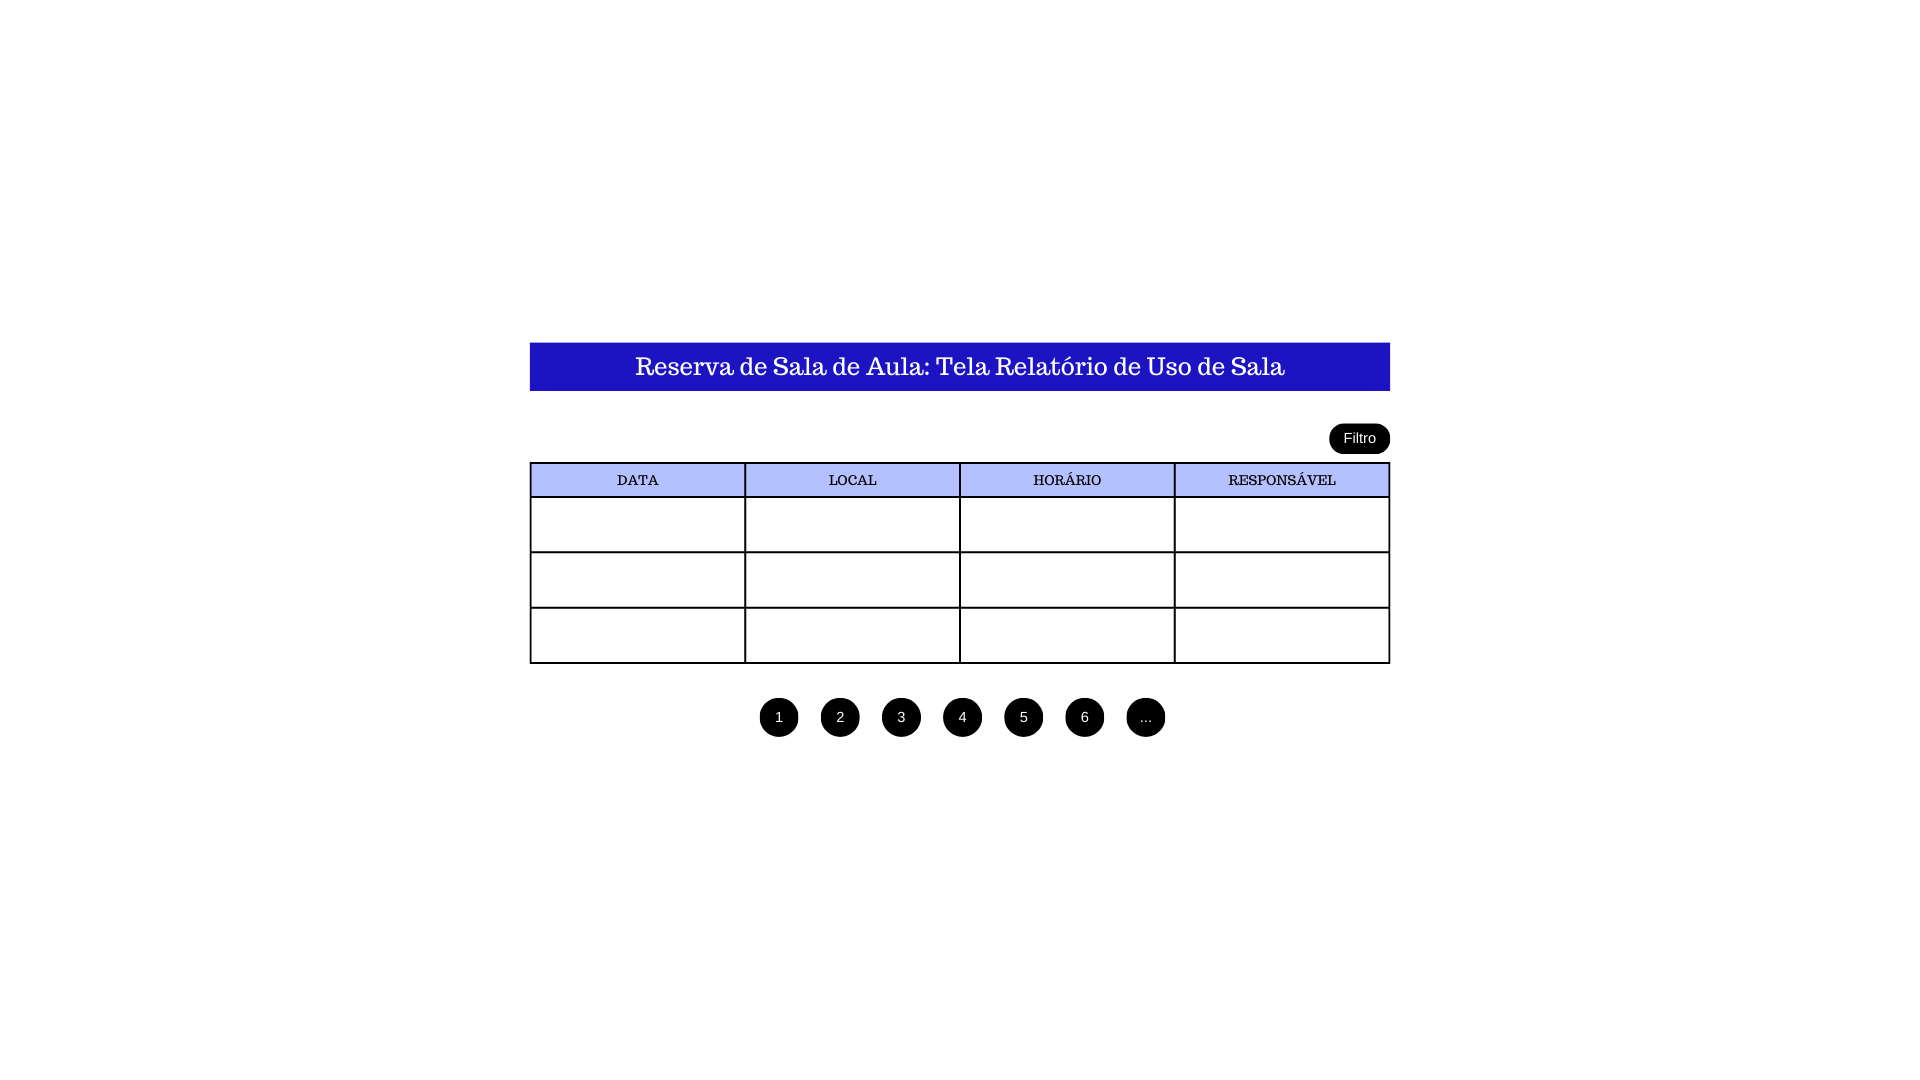 Reserva de Sala de Aula: Tela Relatório de Uso de Sala
Filtro
DATA LOCAL HORÁRIO RESPONSÁVEL
1 2 3 4 5 6 ...